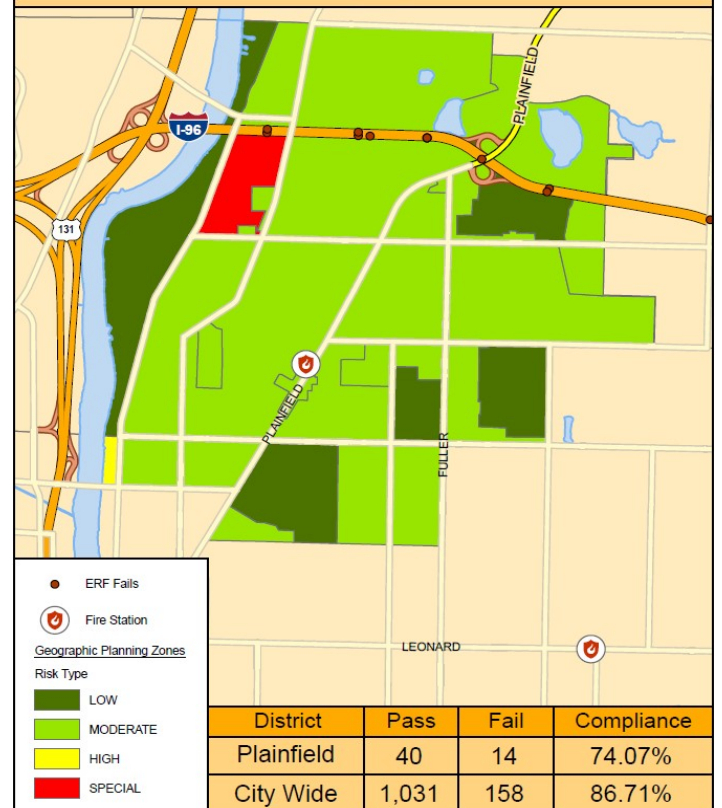 PLAINFIELD
I-96
131
PLAINFIELD
FULLER
LEONARD
ERF Fails
Fire Station
Geographic Planning Zones
Risk Type
LOW
MODERATE
HIGH
SPECIAL
District Pass Fail Compliance
Plainfield 40 14 74.07%
City Wide 1,031 158 86.71%